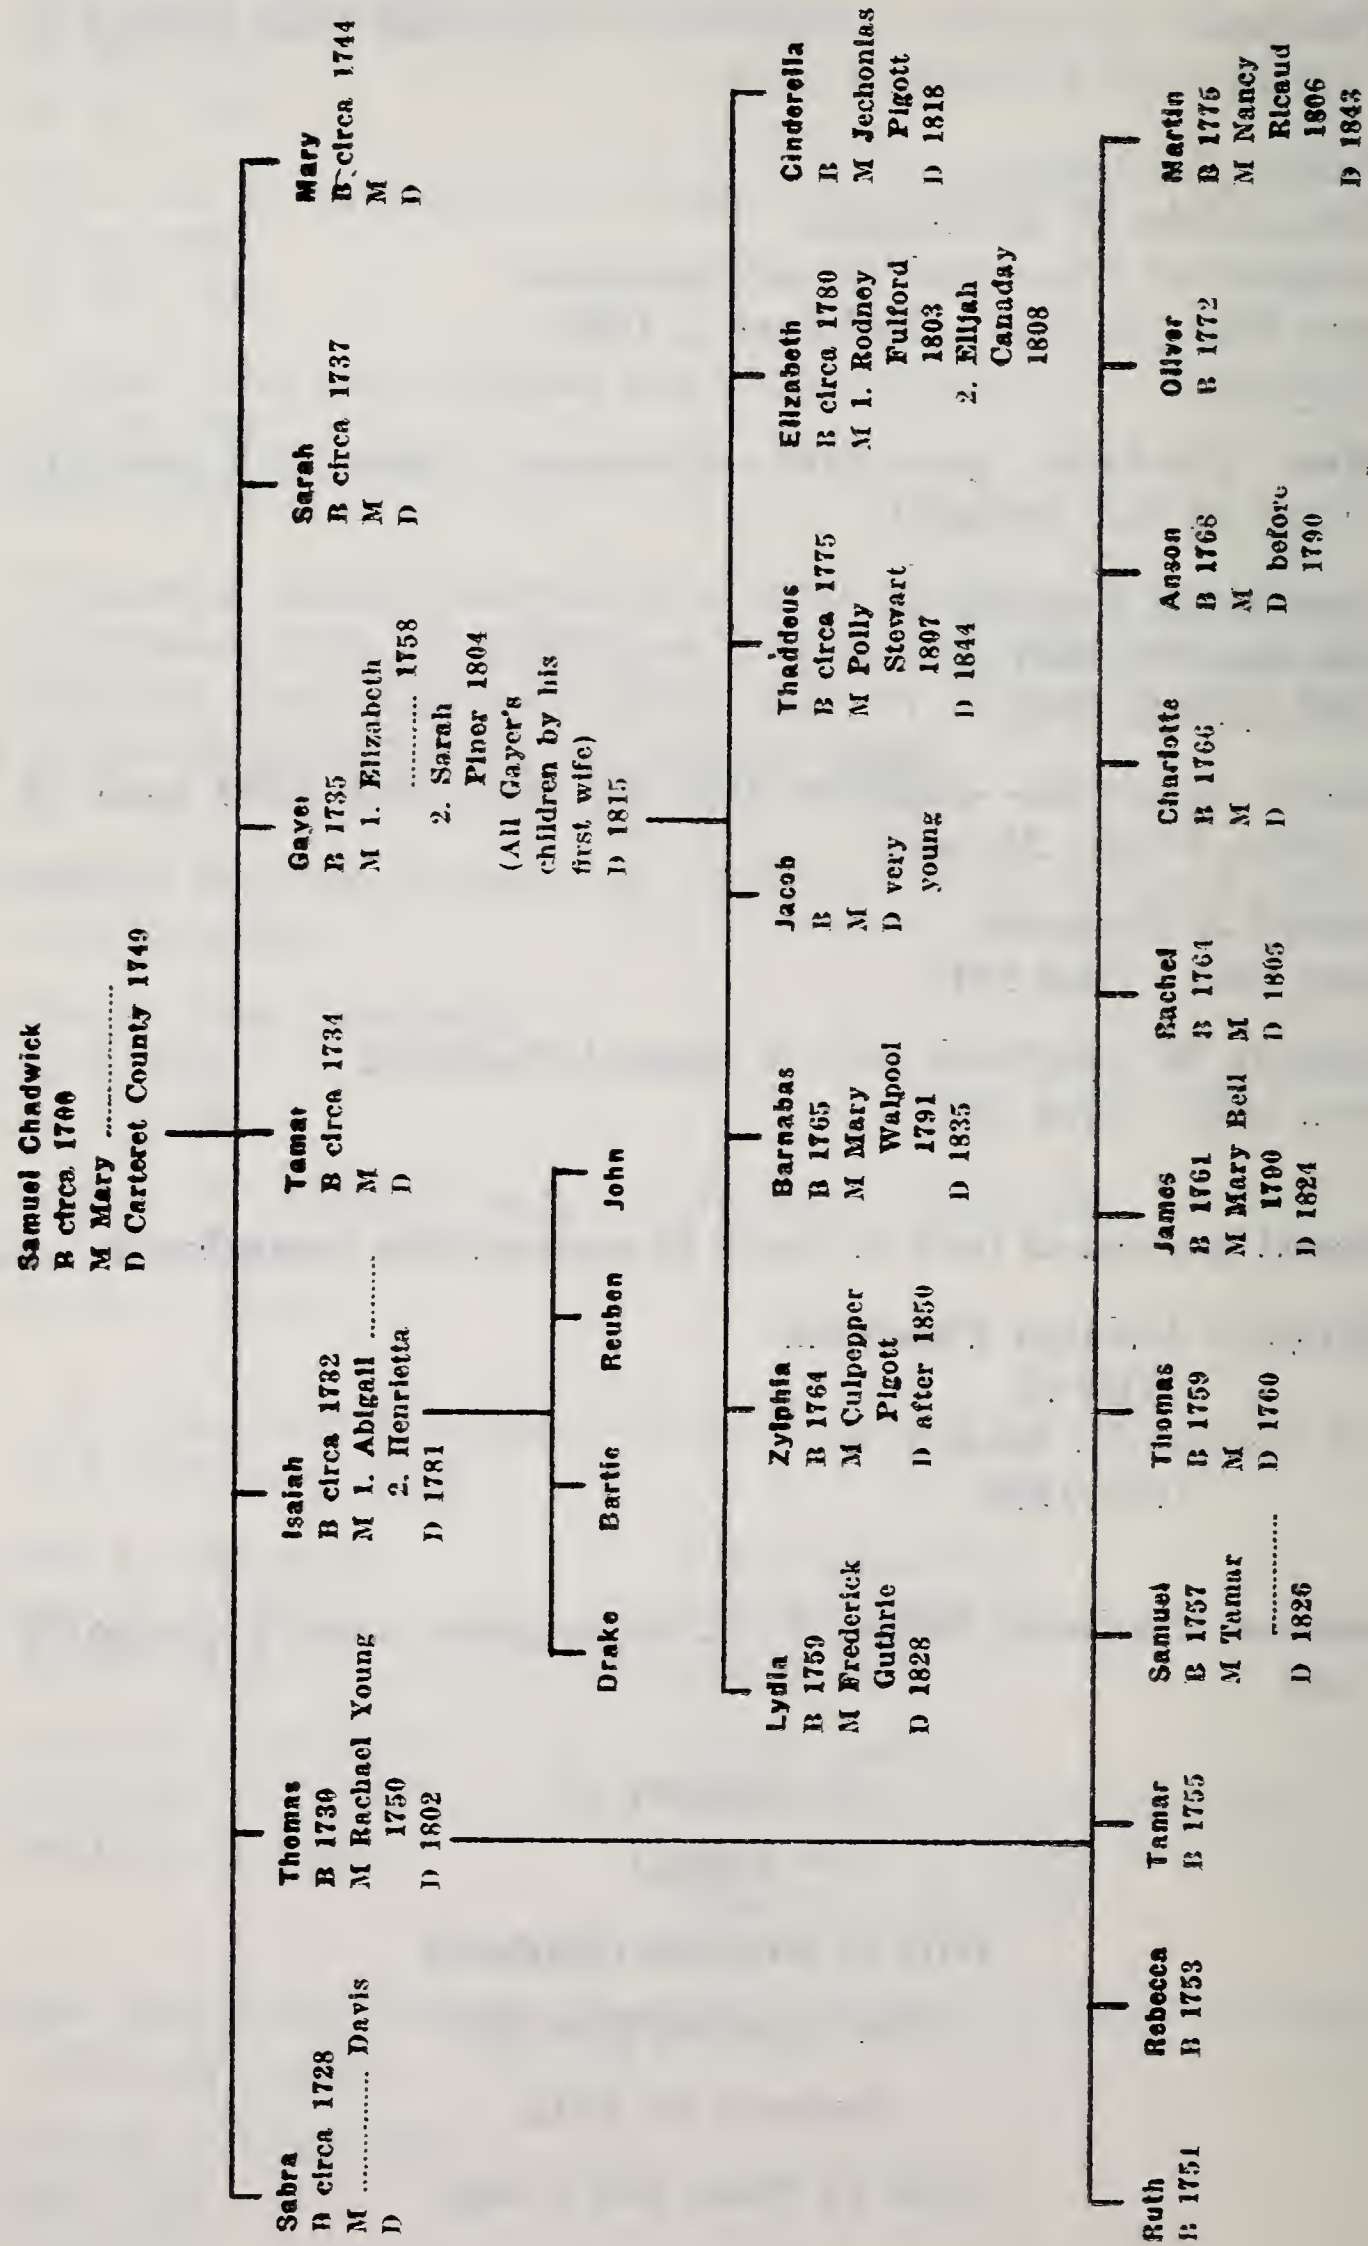 Samuel Chadwick
B circa 1700
M Mary ................
D Carteret County 1749
Sabra
B circa 1728
M ............. Davis
D
Thomas
B 1730
M Rachael Young
1750
D 1802
Isaiah
B circa 1732
M 1. Abigail ..........
2. Henrietta
D 1781
Tamar
B circa 1734
M
D
Gayer
B 1735
M 1. Elizabeth
.......... 1758
2. Sarah
Piner 1804
(All Gayer's
children by his
first wife)
D 1815
Sarah
B circa 1737
M
D
Mary
B circa 1744
M
D
Drake
Bartie
Reuben
John
Lydia
B 1759
M Frederick
Guthrie
D 1828
Zylphia
B 1764
M Culpepper
Pigott
D after 1850
Barnabas
B 1765
M Mary
Walpool
1791
D 1835
Jacob
B
M
D very
young
Thaddeus
B circa 1775
M Polly
Stewart
1807
D 1844
Elizabeth
B circa 1780
M 1. Rodney
Fulford
1803
2. Elijah
Canaday
1808
Cinderella
B
M Jechonias
Pigott
D 1818
Ruth
B 1751
Rebecca
B 1753
Tamar
B 1755
Samuel
B 1757
M Tamar
..............
D 1826
Thomas
B 1759
M
D 1760
James
B 1761
M Mary Bell
1790
D 1824
Rachel
B 1764
M
D 1805
Charlotte
B 1766
M
D
Anson
B 1768
M
D before
1790
Oliver
B 1772
Martin
B 1775
M Nancy
Ricaud
1806
D 1843